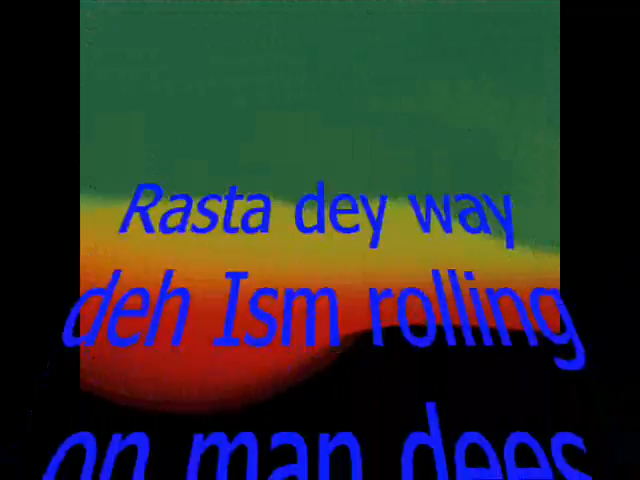 Rasta dey way
deh Ism rolling
on man dees